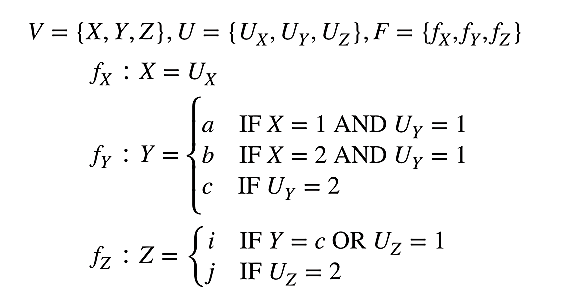 V = {X, Y, Z}, U = {U_X, U_Y, U_Z}, F = {f_X, f_Y, f_Z}
f_X : X = U_X
f_Y : Y = { a IF X = 1 AND U_Y = 1
b IF X = 2 AND U_Y = 1
c IF U_Y = 2
f_Z : Z = { i IF Y = c OR U_Z = 1
j IF U_Z = 2